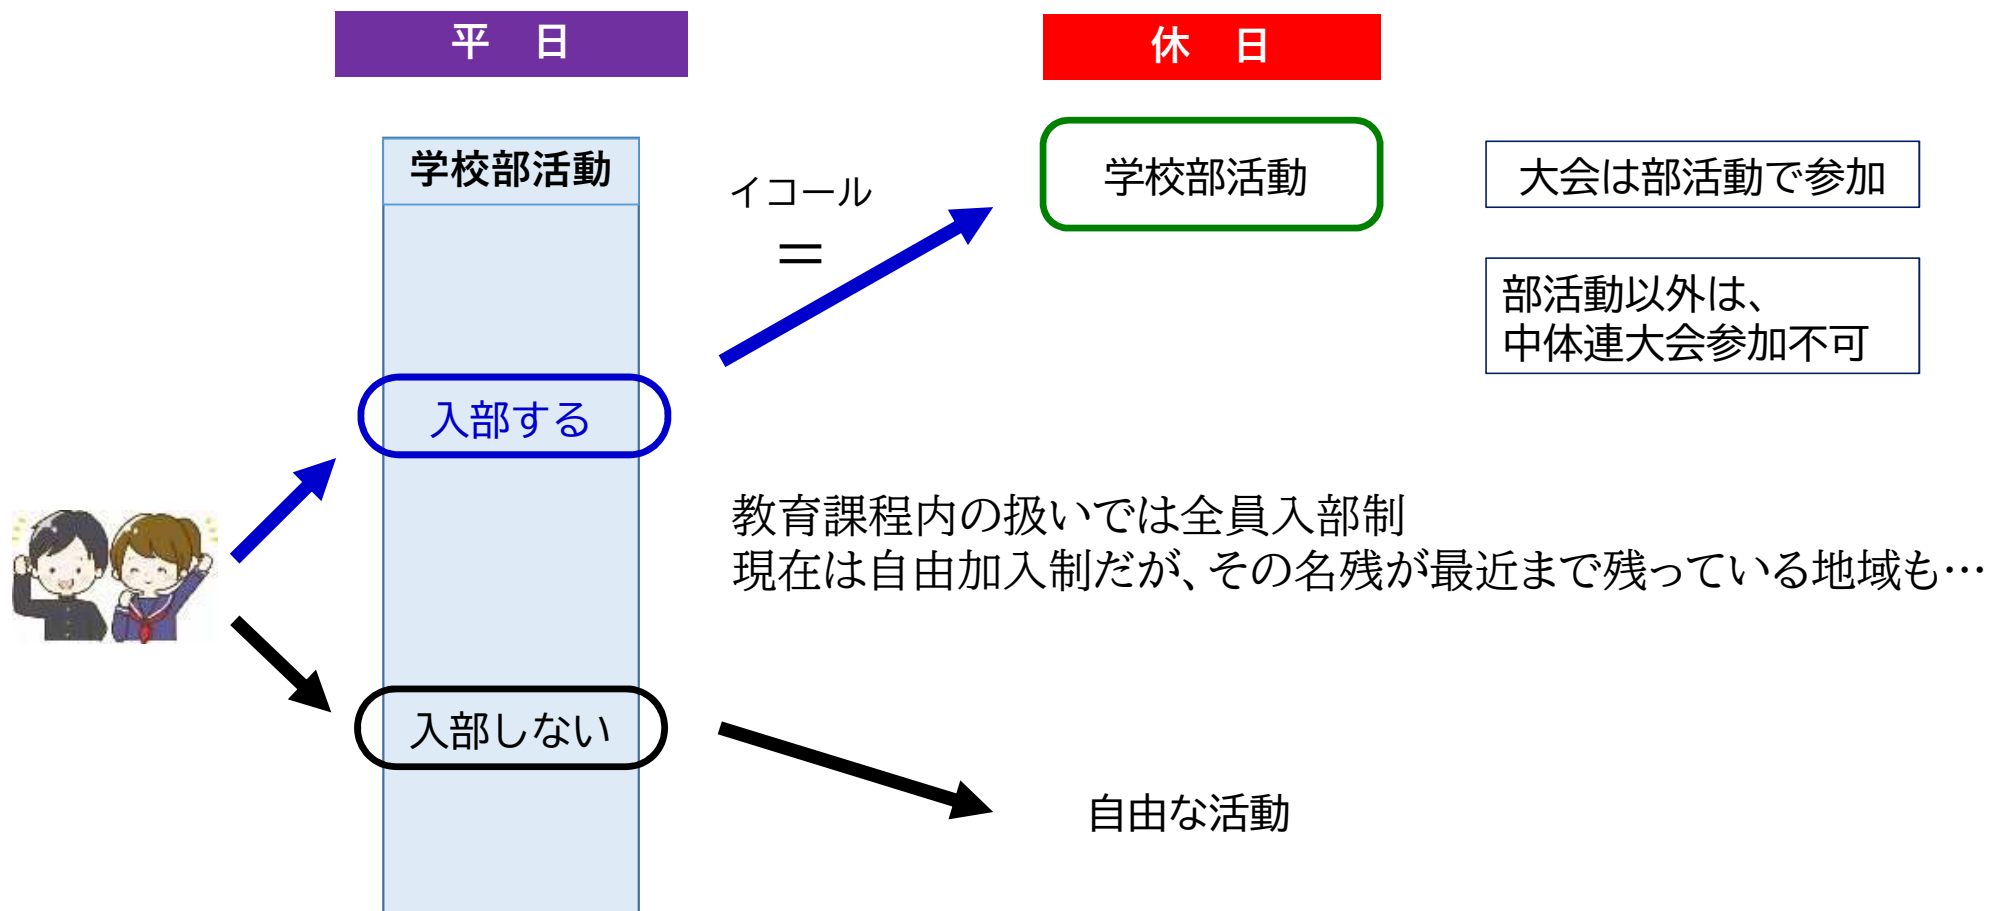 平　日
休　日
学校部活動
イコール
＝
学校部活動
大会は部活動で参加
部活動以外は、
中体連大会参加不可
入部する
教育課程内の扱いでは全員入部制
現在は自由加入制だが、その名残が最近まで残っている地域も…
入部しない
自由な活動